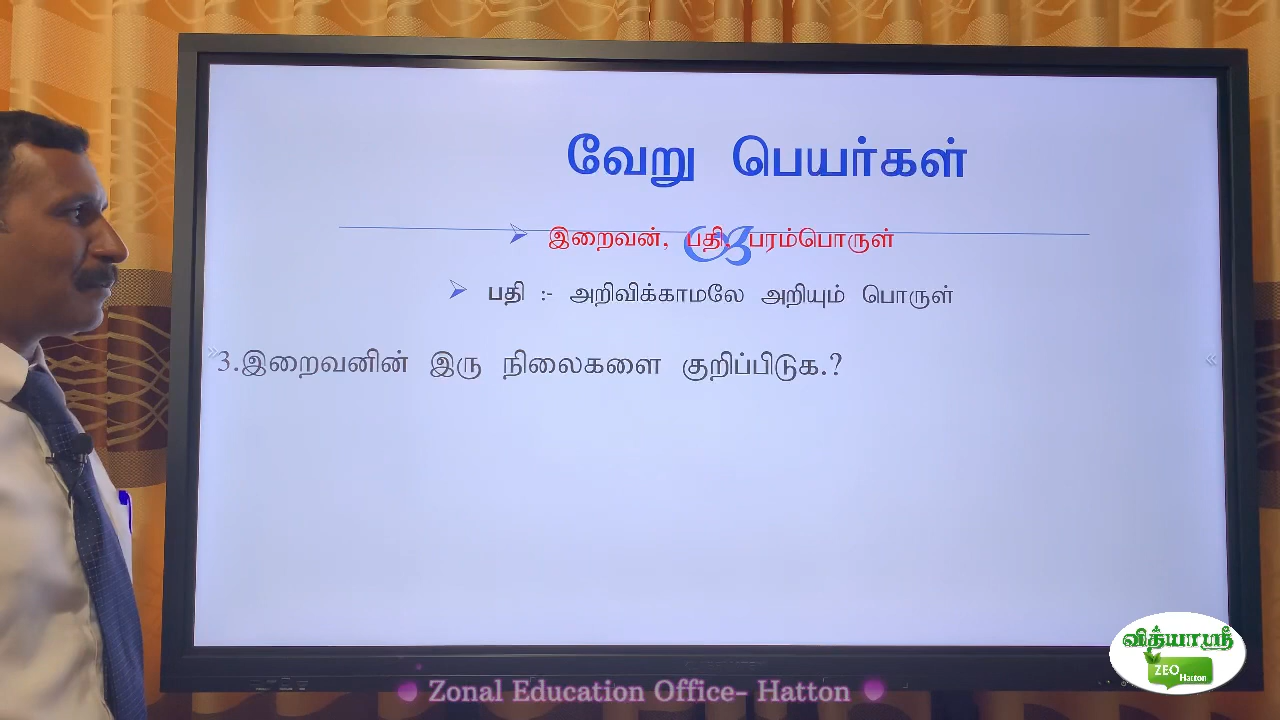 வேறு பெயர்கள்
இறைவன், பதி, பரம்பொருள்
பதி :- அறிவிக்காமலே அறியும் பொருள்
3.இறைவனின் இரு நிலைகளை குறிப்பிடுக.?
வித்யாஸ்ரீ
ZEO
Hatton
Zonal Education Office- Hatton